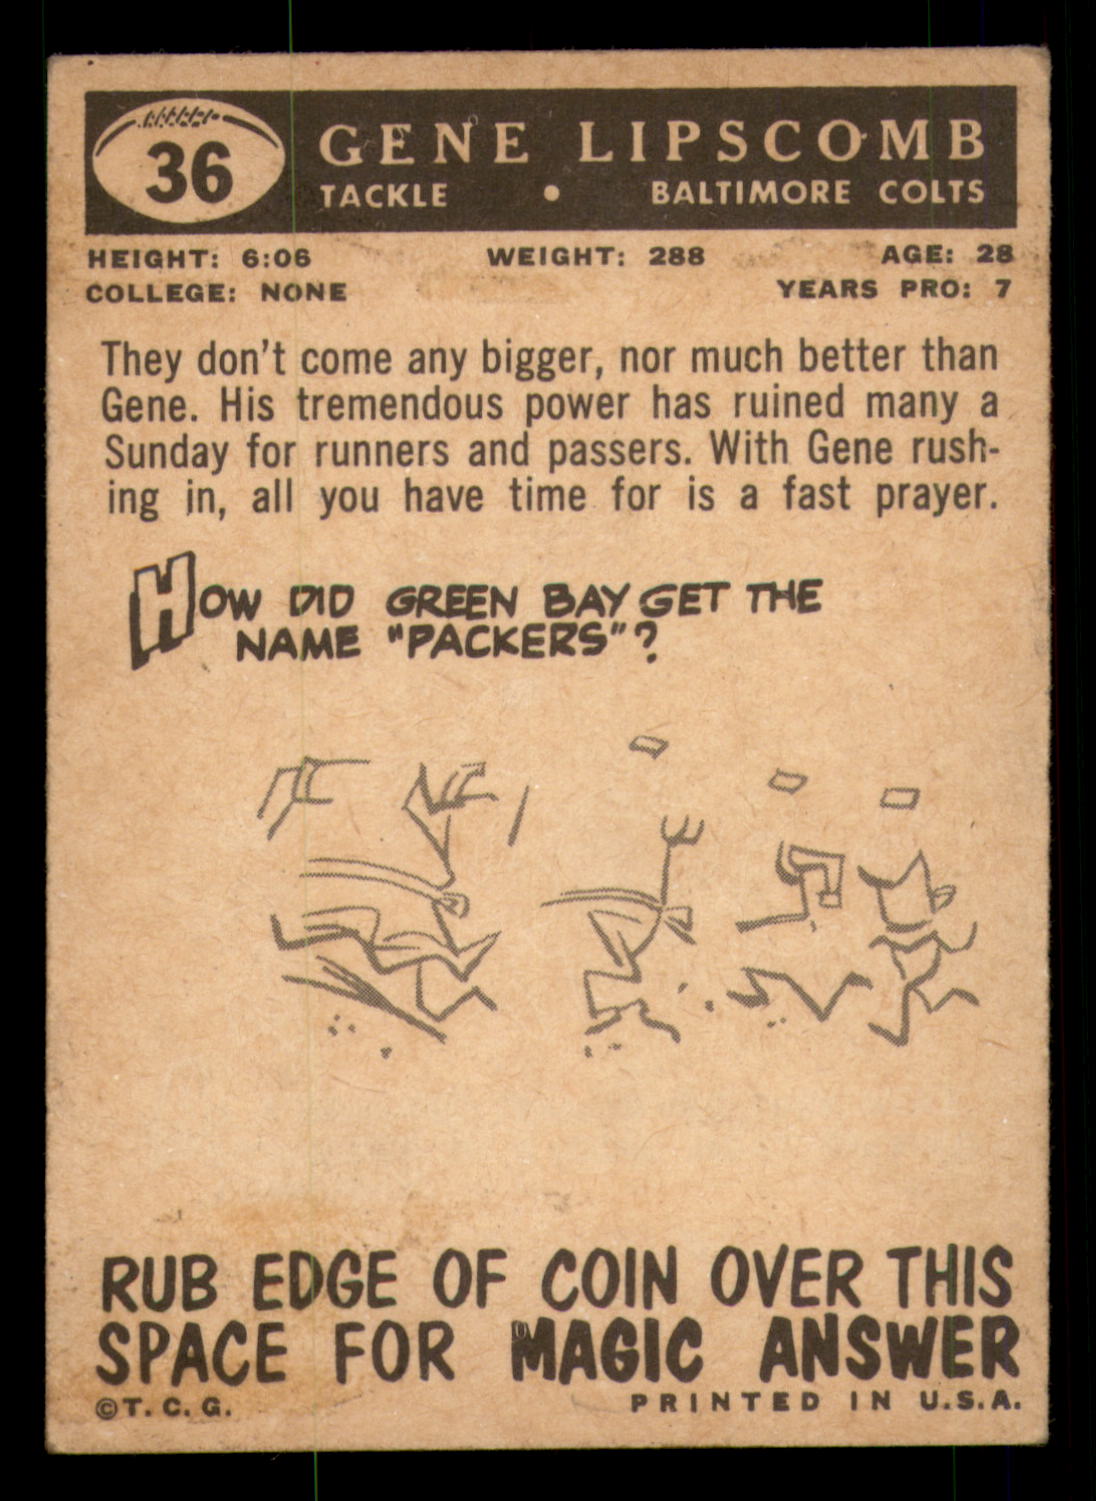 36
GENE LIPSCOMB
TACKLE • BALTIMORE COLTS
HEIGHT: 6:06 WEIGHT: 288 AGE: 28
COLLEGE: NONE YEARS PRO: 7
They don't come any bigger, nor much better than
Gene. His tremendous power has ruined many a
Sunday for runners and passers. With Gene rush-
ing in, all you have time for is a fast prayer.
HOW DID GREEN BAY GET THE
NAME "PACKERS"?
RUB EDGE OF COIN OVER THIS
SPACE FOR MAGIC ANSWER
©T. C. G. PRINTED IN U.S.A.